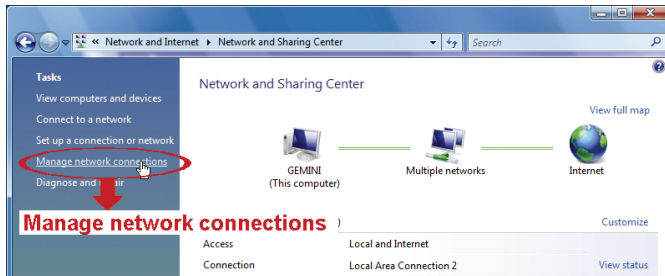 « Network and Internet ▸ Network and Sharing Center
Search
Tasks
View computers and devices
Connect to a network
Set up a connection or network
Manage network connections
Diagnose and
Manage network connections
Network and Sharing Center
View full map
GEMINI
(This computer)
Multiple networks
Internet
) Customize
Access Local and Internet
Connection Local Area Connection 2 View status